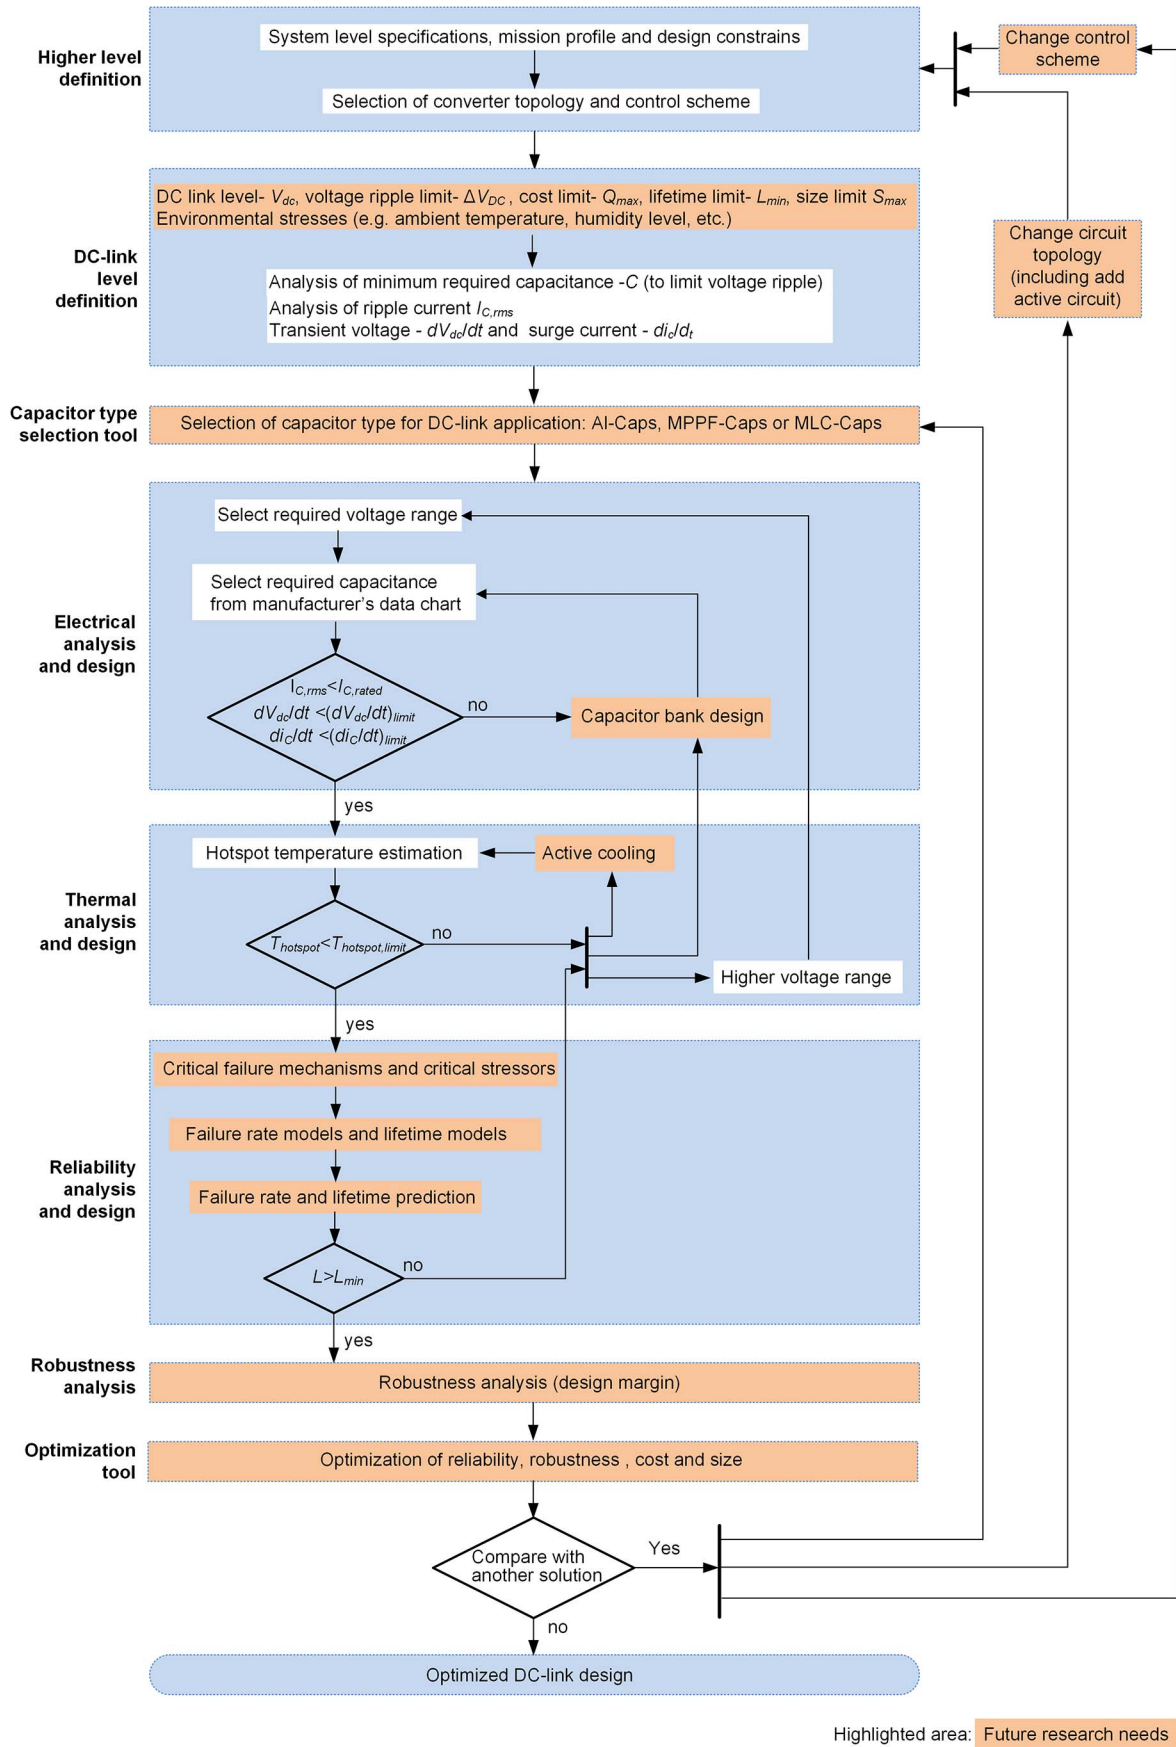 System level specifications, mission profile and design constrains
Higher level
definition
Selection of converter topology and control scheme
Change control
scheme
DC link level- Vdc, voltage ripple limit- ΔVDC , cost limit- Qmax, lifetime limit- Lmin, size limit Smax
Environmental stresses (e.g. ambient temperature, humidity level, etc.)
DC-link
level
definition
Analysis of minimum required capacitance -C (to limit voltage ripple)
Analysis of ripple current IC,rms
Transient voltage - dVdc/dt and surge current - dic/dt
Change circuit
topology
(including add
active circuit)
Capacitor type
selection tool
Selection of capacitor type for DC-link application: Al-Caps, MPPF-Caps or MLC-Caps
Select required voltage range
Select required capacitance
from manufacturer's data chart
Electrical
analysis
and design
IC,rms<IC,rated
dVdc/dt <(dVdc/dt)limit
diC/dt <(diC/dt)limit
no
Capacitor bank design
yes
Hotspot temperature estimation
Active cooling
Thermal
analysis
and design
Thotspot<Thotspot,limit
no
Higher voltage range
yes
Critical failure mechanisms and critical stressors
Failure rate models and lifetime models
Reliability
analysis
and design
Failure rate and lifetime prediction
L>Lmin
no
yes
Robustness
analysis
Robustness analysis (design margin)
Optimization
tool
Optimization of reliability, robustness , cost and size
Compare with
another solution
Yes
no
Optimized DC-link design
Highlighted area: Future research needs